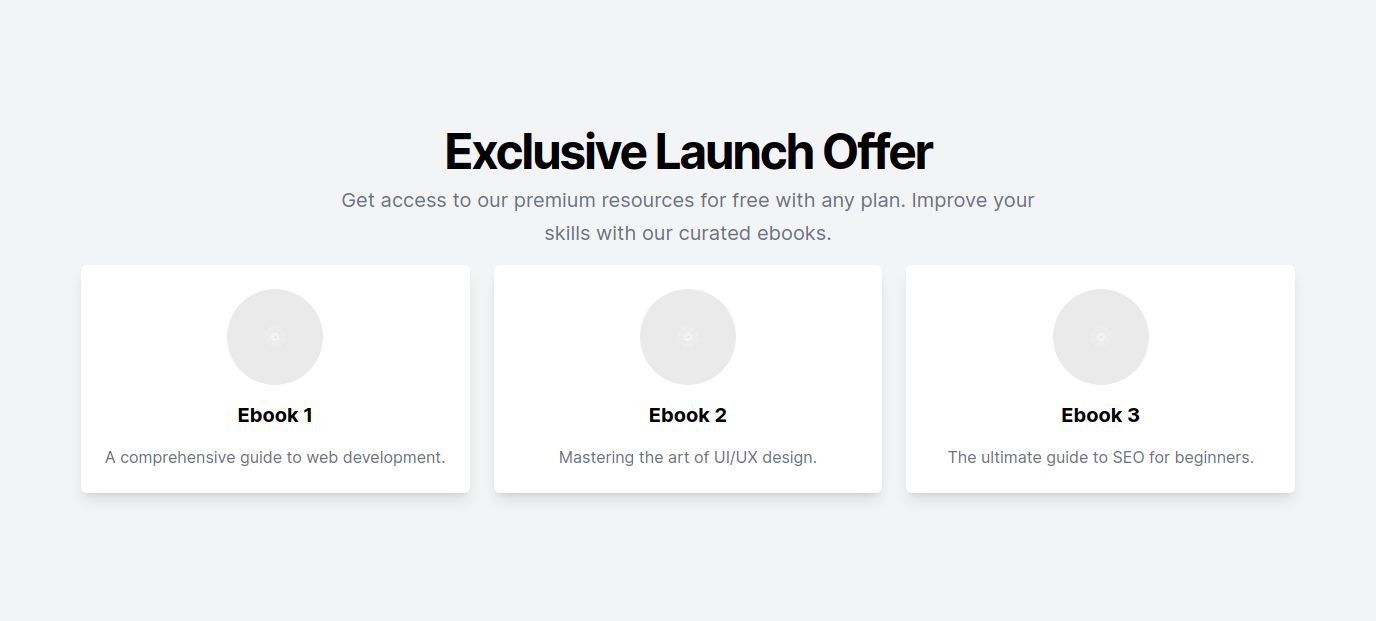 Exclusive Launch Offer
Get access to our premium resources for free with any plan. Improve your
skills with our curated ebooks.
Ebook 1
A comprehensive guide to web development.
Ebook 2
Mastering the art of UI/UX design.
Ebook 3
The ultimate guide to SEO for beginners.